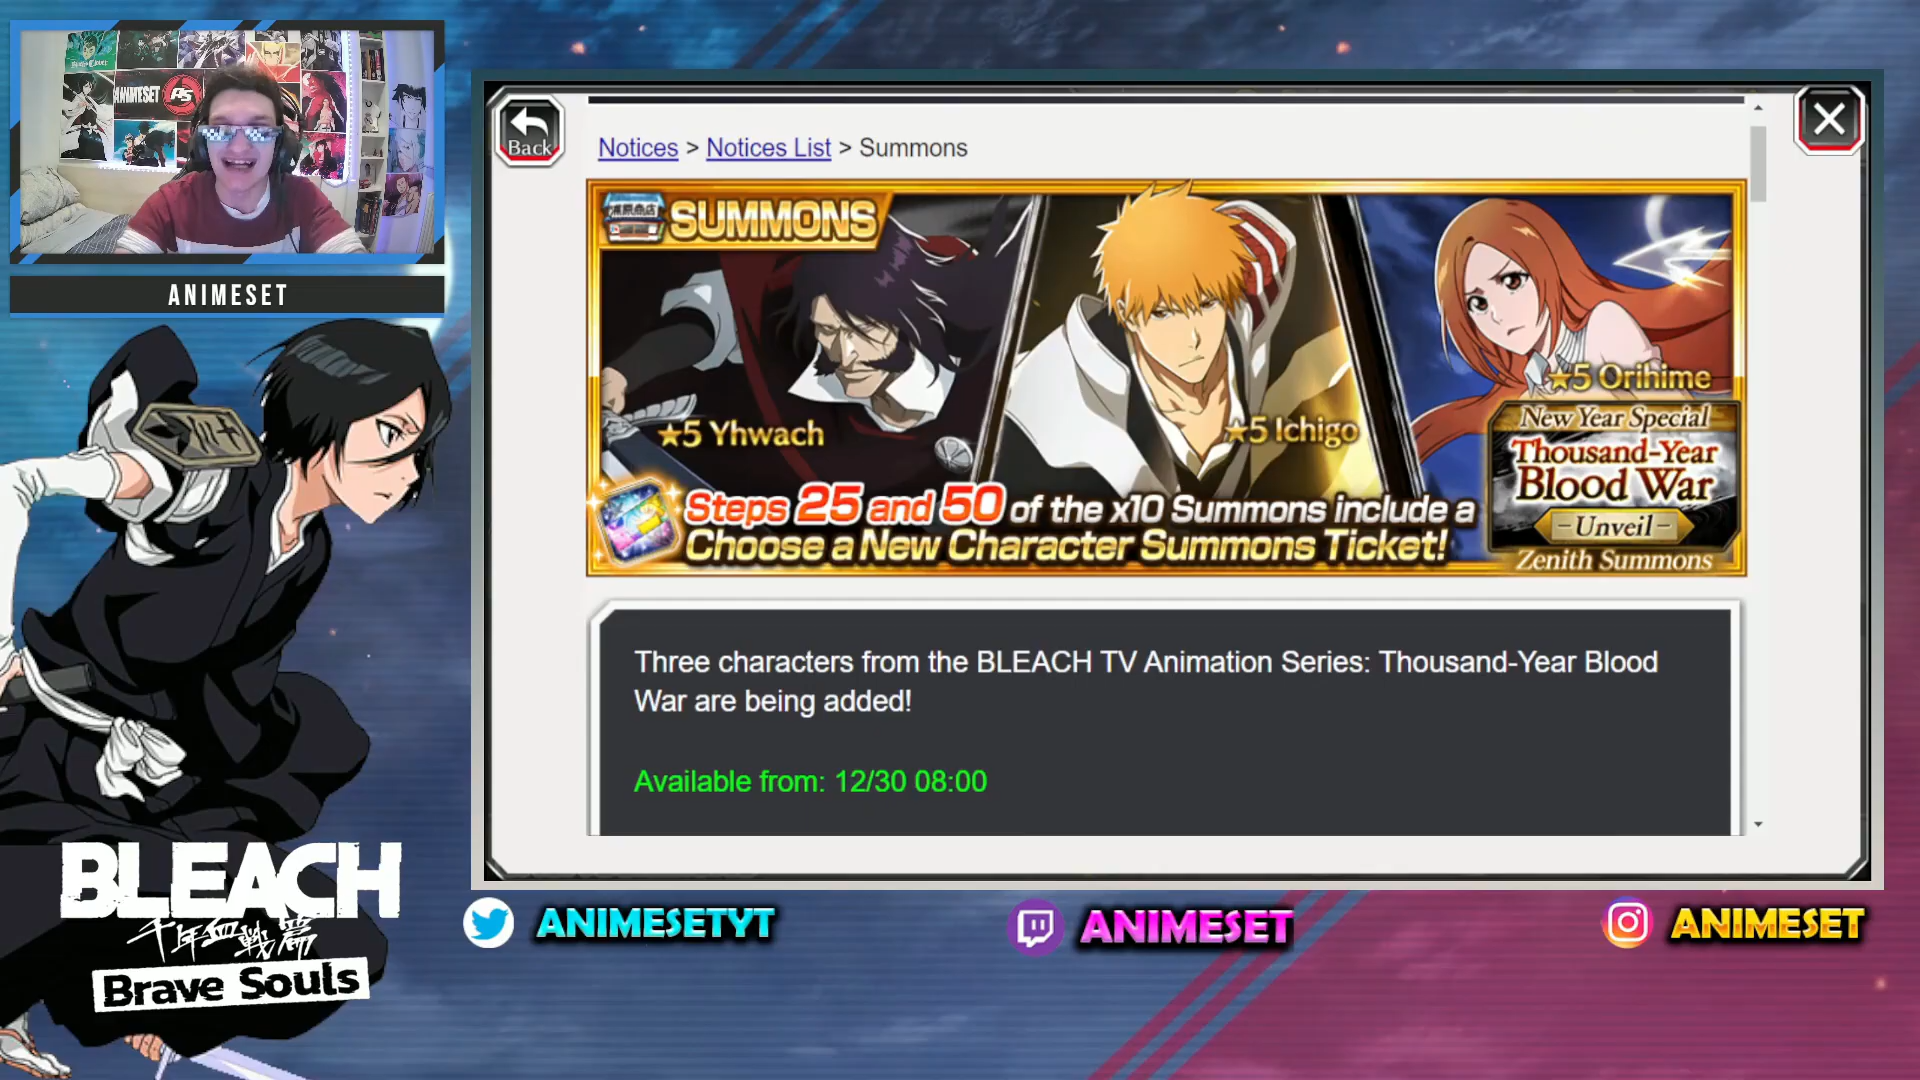 ANIMESET
AS
ANIMESET
Back
Notices > Notices List > Summons
SUMMONS
★5 Yhwach
★5 Ichigo
★5 Orihime
New Year Special
Thousand-Year
Blood War
-Unveil-
Zenith Summons
Steps 25 and 50 of the x10 Summons include a
Choose a New Character Summons Ticket!
Three characters from the BLEACH TV Animation Series: Thousand-Year Blood
War are being added!
Available from: 12/30 08:00
BLEACH
千年血戦篇
Brave Souls
ANIMESETYT
ANIMESET
ANIMESET